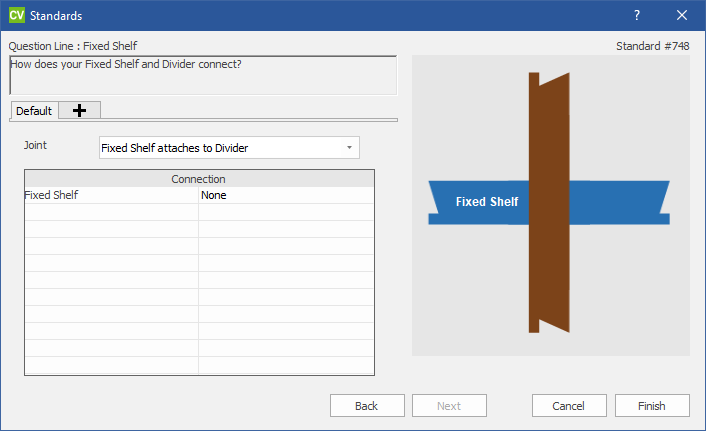 CV Standards
?
Question Line : Fixed Shelf
Standard #748
How does your Fixed Shelf and Divider connect?
Default
Joint
Fixed Shelf attaches to Divider
Connection
Fixed Shelf None
Fixed Shelf
Back Next Cancel Finish